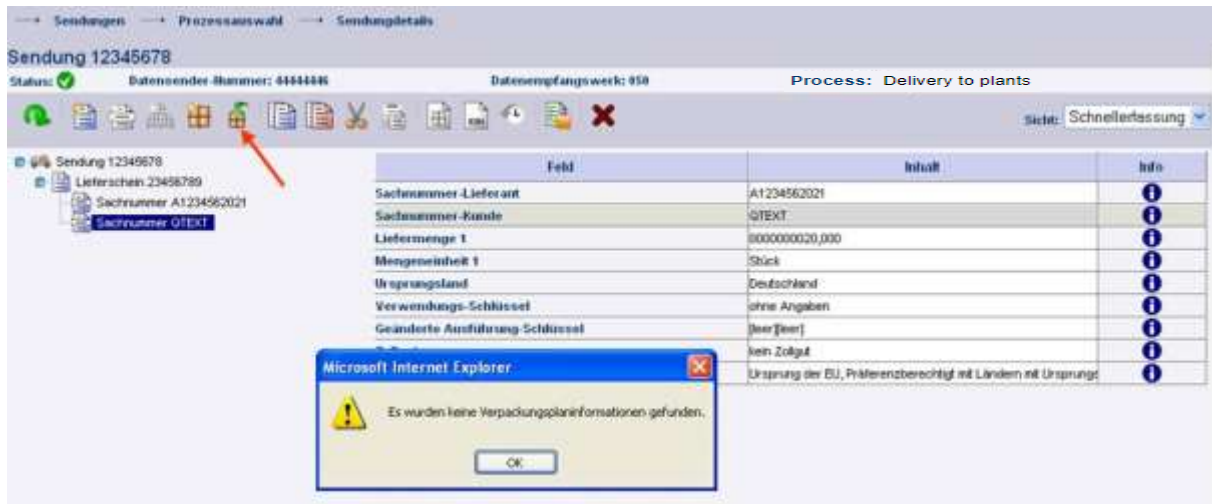 Sendungen Prozessauswahl Sendungdetails
Sendung 12345678
Status: Datensender-Nummer: 44444446 Datenempfangswerk: 050 Process: Delivery to plants
Sicht: Schnellerfassung
Sendung 12345678
Lieferschein 23456789
Sachnummer A1234562021
Sachnummer QTEXT
Feld Inhalt Info
Sachnummer-Lieferant A1234562021
Sachnummer-Kunde QTEXT
Liefermenge 1 0000000020,000
Mengeneinheit 1 Stück
Ursprungsland Deutschland
Verwendungs-Schlüssel ohne Angaben
Geänderte Ausführung-Schlüssel [leer][leer]
kein Zollgut
Ursprung der EU, Präferenzberechtigt mit Ländern mit Ursprungs
Microsoft Internet Explorer
Es wurden keine Verpackungsplaninformationen gefunden.
OK